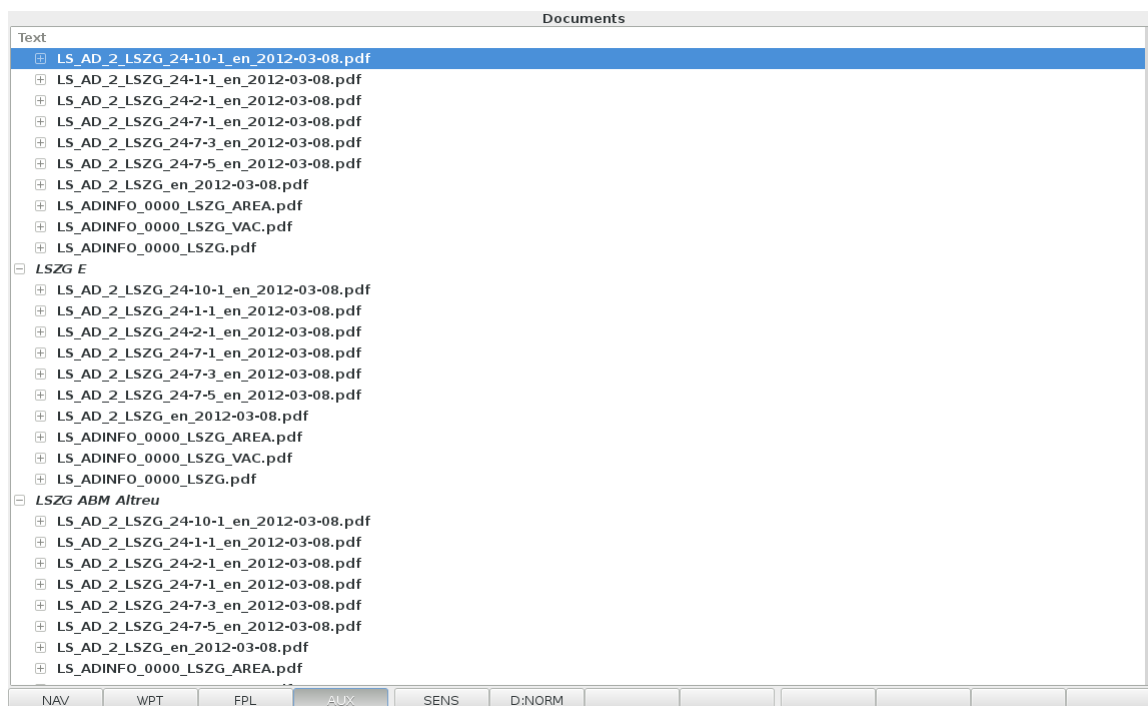 Documents
Text
LS_AD_2_LSZG_24-10-1_en_2012-03-08.pdf
LS_AD_2_LSZG_24-1-1_en_2012-03-08.pdf
LS_AD_2_LSZG_24-2-1_en_2012-03-08.pdf
LS_AD_2_LSZG_24-7-1_en_2012-03-08.pdf
LS_AD_2_LSZG_24-7-3_en_2012-03-08.pdf
LS_AD_2_LSZG_24-7-5_en_2012-03-08.pdf
LS_AD_2_LSZG_en_2012-03-08.pdf
LS_ADINFO_0000_LSZG_AREA.pdf
LS_ADINFO_0000_LSZG_VAC.pdf
LS_ADINFO_0000_LSZG.pdf
LSZG E
LS_AD_2_LSZG_24-10-1_en_2012-03-08.pdf
LS_AD_2_LSZG_24-1-1_en_2012-03-08.pdf
LS_AD_2_LSZG_24-2-1_en_2012-03-08.pdf
LS_AD_2_LSZG_24-7-1_en_2012-03-08.pdf
LS_AD_2_LSZG_24-7-3_en_2012-03-08.pdf
LS_AD_2_LSZG_24-7-5_en_2012-03-08.pdf
LS_AD_2_LSZG_en_2012-03-08.pdf
LS_ADINFO_0000_LSZG_AREA.pdf
LS_ADINFO_0000_LSZG_VAC.pdf
LS_ADINFO_0000_LSZG.pdf
LSZG ABM Altreu
LS_AD_2_LSZG_24-10-1_en_2012-03-08.pdf
LS_AD_2_LSZG_24-1-1_en_2012-03-08.pdf
LS_AD_2_LSZG_24-2-1_en_2012-03-08.pdf
LS_AD_2_LSZG_24-7-1_en_2012-03-08.pdf
LS_AD_2_LSZG_24-7-3_en_2012-03-08.pdf
LS_AD_2_LSZG_24-7-5_en_2012-03-08.pdf
LS_AD_2_LSZG_en_2012-03-08.pdf
LS_ADINFO_0000_LSZG_AREA.pdf
NAV WPT FPL AUX SENS D:NORM